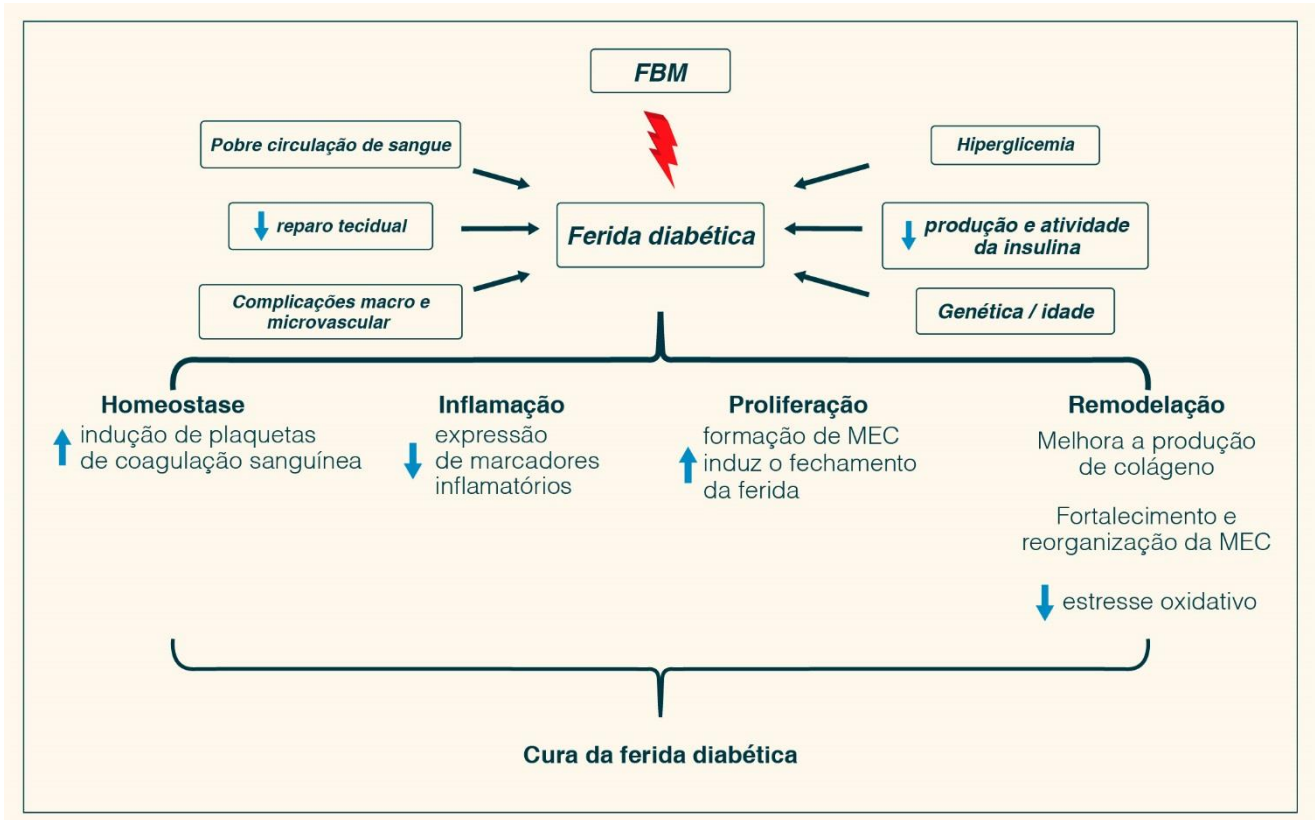 FBM
Pobre circulação de sangue
Hiperglicemia
reparo tecidual
Ferida diabética
produção e atividade
da insulina
Complicações macro e
microvascular
Genética / idade
Homeostase
indução de plaquetas
de coagulação sanguínea
Inflamação
expressão
de marcadores
inflamatórios
Proliferação
formação de MEC
induz o fechamento
da ferida
Remodelação
Melhora a produção
de colágeno
Fortalecimento e
reorganização da MEC
estresse oxidativo
Cura da ferida diabética